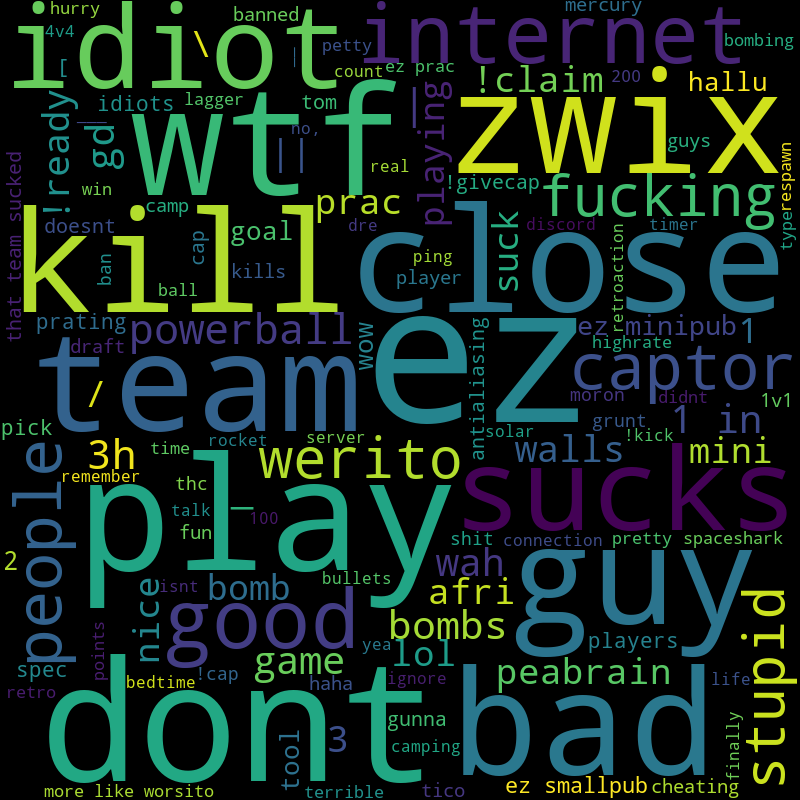 hurry
banned
mercury
idiot
\
internet
4v4
|
petty
bombing
[
count
ez prac
!claim
200
hallu
idiots
lagger
tom
wtf
—
zwix
!ready
gd
___
no,
||
playing
guys
real
win
!givecap
fucking
respawn
type
that team sucked
camp
prac
suck
doesnt
kill
cap
goal
dre
close
discord
timer
ban
kills
ping
player
ball
retroaction
prating
powerball
wow
ez
ez minipub
1
draft
team
antialiasing
highrate
captor
/
moron
didnt
1v1
pick
grunt
1 in
people
3h
time
rocket
server
solar
!kick
werito
walls
mini
remember
play
thc
talk
—
100
sucks
fun
shit
connection
pretty
spaceshark
2
isnt
bullets
wah
guy
nice
bomb
afri
good
bombs
stupid
points
yea
lol
players
spec
!cap
game
peabrain
bedtime
haha
ignore
life
retro
dont
gunna
bad
tool
3
camping
finally
more like worsito
terrible
tico
ez smallpub
cheating